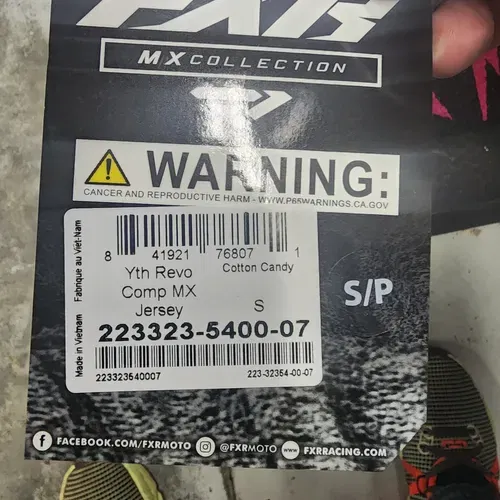 FXR
MX COLLECTION
WARNING:
CANCER AND REPRODUCTIVE HARM - WWW.P65WARNINGS.CA.GOV
Made in Vietnam Fabriqué au Viet-Nam
8 41921 76807 1
Yth Revo Cotton Candy
Comp MX
Jersey S
223323-5400-07
223323540007 223-32354-00-07
S/P
FACEBOOK.COM/FXRMOTO @FXRMOTO WWW.FXRRACING.COM